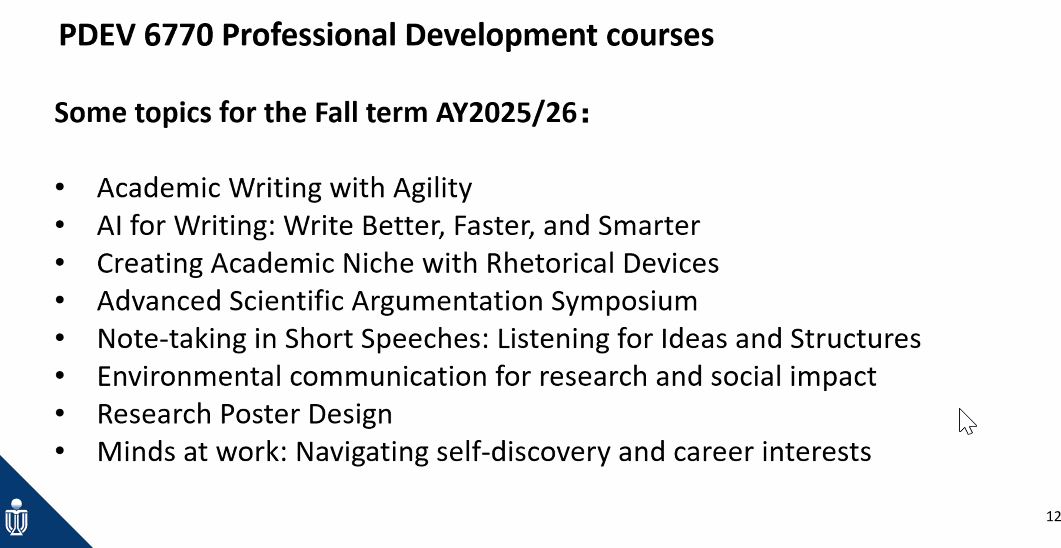 PDEV 6770 Professional Development courses
Some topics for the Fall term AY2025/26：
• Academic Writing with Agility
• AI for Writing: Write Better, Faster, and Smarter
• Creating Academic Niche with Rhetorical Devices
• Advanced Scientific Argumentation Symposium
• Note-taking in Short Speeches: Listening for Ideas and Structures
• Environmental communication for research and social impact
• Research Poster Design
• Minds at work: Navigating self-discovery and career interests
12